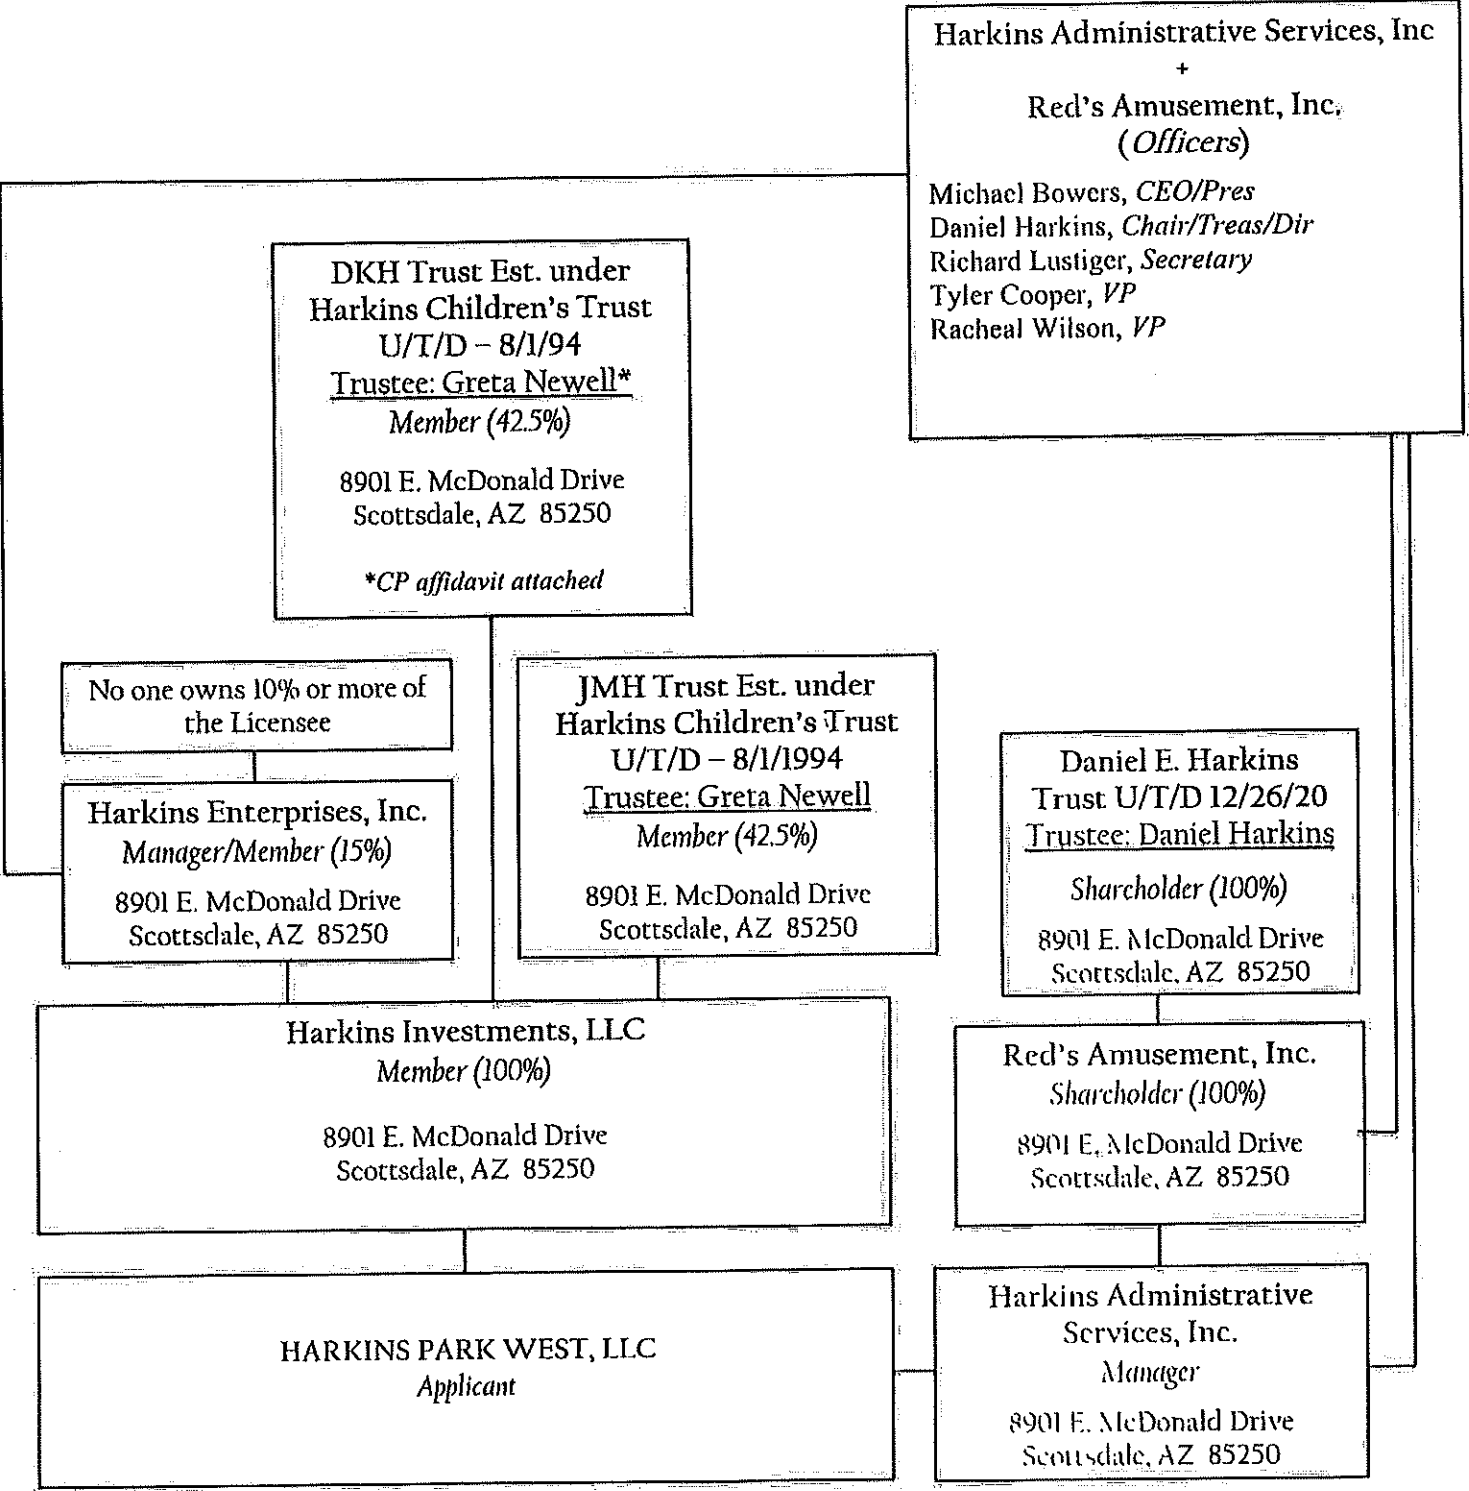 Harkins Administrative Services, Inc
+
Red's Amusement, Inc.
(Officers)
Michael Bowers, CEO/Pres
Daniel Harkins, Chair/Treas/Dir
Richard Lustiger, Secretary
Tyler Cooper, VP
Racheal Wilson, VP
DKH Trust Est. under
Harkins Children's Trust
U/T/D – 8/1/94
Trustee: Greta Newell*
Member (42.5%)
8901 E. McDonald Drive
Scottsdale, AZ 85250
*CP affidavit attached
No one owns 10% or more of
the Licensee
Harkins Enterprises, Inc.
Manager/Member (15%)
8901 E. McDonald Drive
Scottsdale, AZ 85250
JMH Trust Est. under
Harkins Children's Trust
U/T/D – 8/1/1994
Trustee: Greta Newell
Member (42.5%)
8901 E. McDonald Drive
Scottsdale, AZ 85250
Daniel E. Harkins
Trust U/T/D 12/26/20
Trustee: Daniel Harkins
Shareholder (100%)
8901 E. McDonald Drive
Scottsdale, AZ 85250
Harkins Investments, LLC
Member (100%)
8901 E. McDonald Drive
Scottsdale, AZ 85250
Red's Amusement, Inc.
Shareholder (100%)
8901 E. McDonald Drive
Scottsdale, AZ 85250
HARKINS PARK WEST, LLC
Applicant
Harkins Administrative
Services, Inc.
Manager
8901 E. McDonald Drive
Scottsdale, AZ 85250